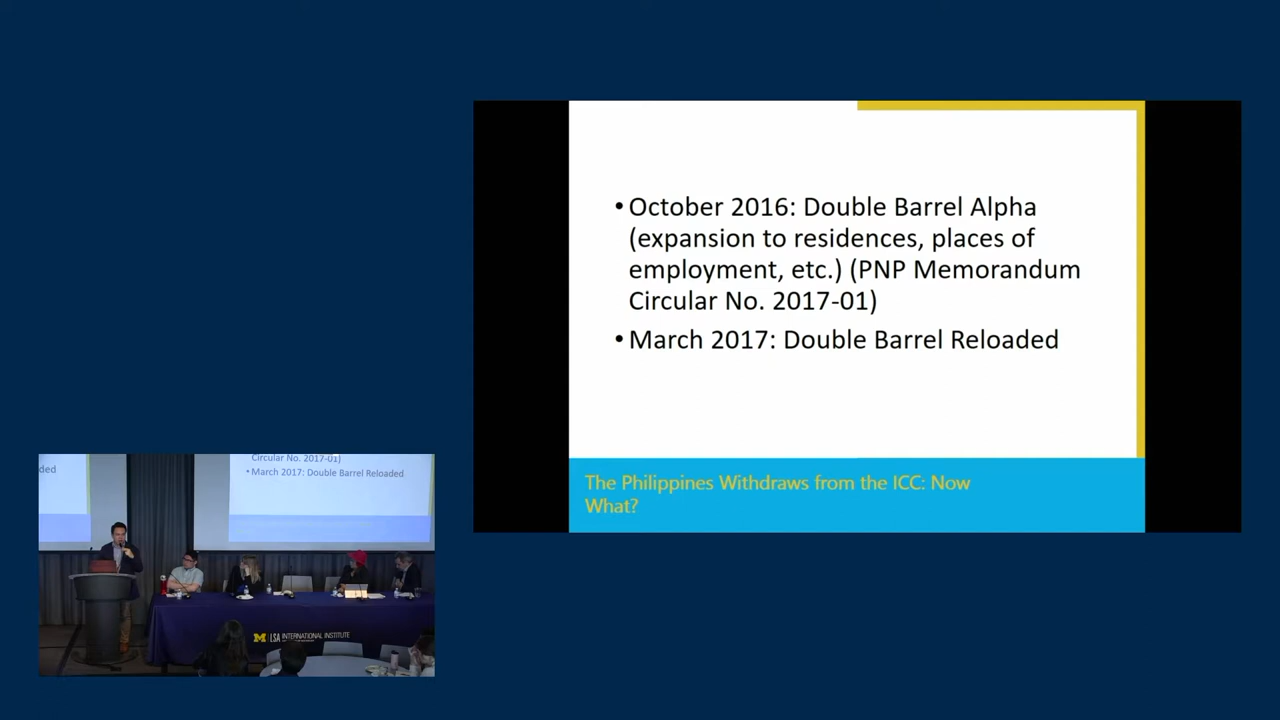 • October 2016: Double Barrel Alpha
(expansion to residences, places of
employment, etc.) (PNP Memorandum
Circular No. 2017-01)
• March 2017: Double Barrel Reloaded
The Philippines Withdraws from the ICC: Now
What?
ded
Circular No. 2017-01)
• March 2017: Double Barrel Reloaded
M LSA INTERNATIONAL INSTITUTE